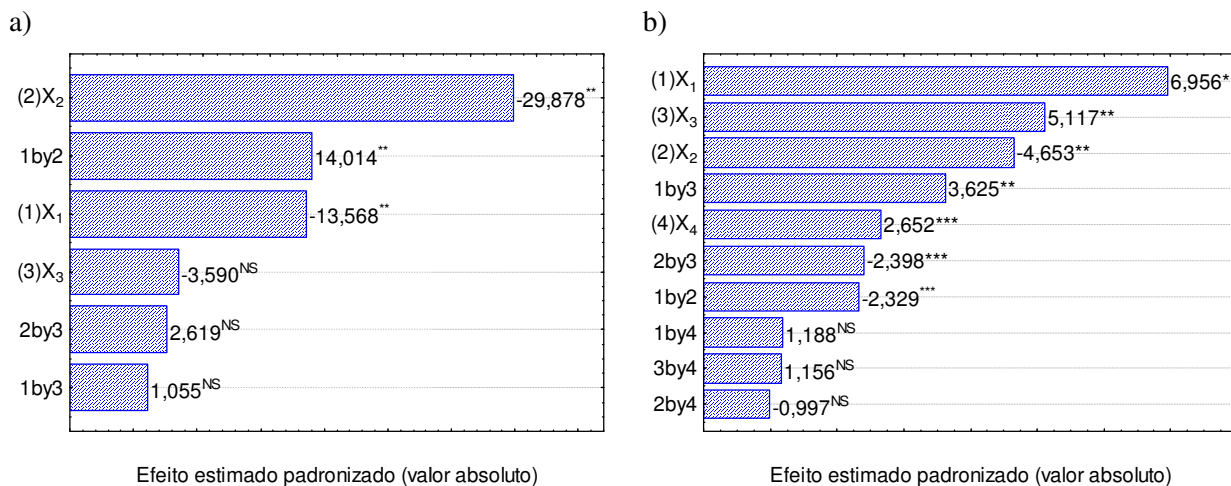 a)
(2)X₂ -29,878**
1by2 14,014**
(1)X₁ -13,568**
(3)X₃ -3,590NS
2by3 2,619NS
1by3 1,055NS
Efeito estimado padronizado (valor absoluto)
b)
(1)X₁ 6,956*
(3)X₃ 5,117**
(2)X₂ -4,653**
1by3 3,625**
(4)X₄ 2,652***
2by3 -2,398***
1by2 -2,329***
1by4 1,188NS
3by4 1,156NS
2by4 -0,997NS
Efeito estimado padronizado (valor absoluto)